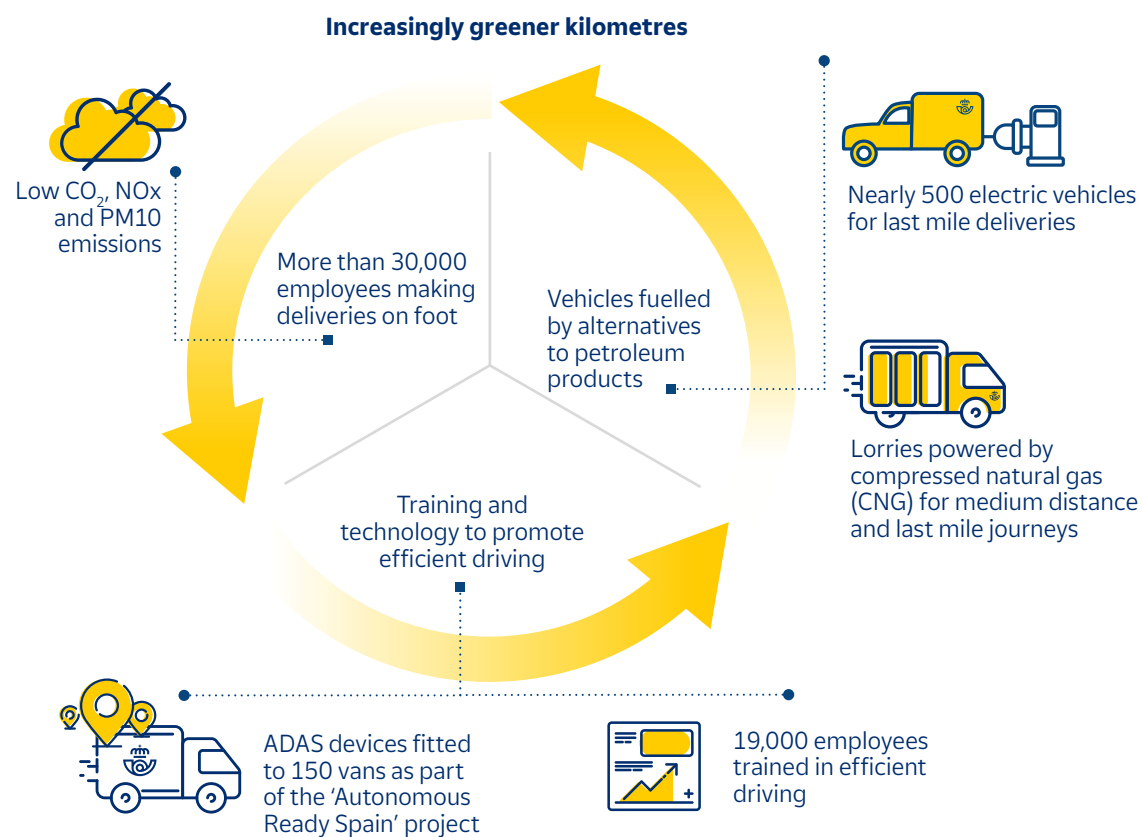 Increasingly greener kilometres
Low CO₂, NOx
and PM10
emissions
More than 30,000
employees making
deliveries on foot
Vehicles fuelled
by alternatives
to petroleum
products
Nearly 500 electric vehicles
for last mile deliveries
Lorries powered by
compressed natural gas
(CNG) for medium distance
and last mile journeys
Training and
technology to promote
efficient driving
ADAS devices fitted
to 150 vans as part
of the ‘Autonomous
Ready Spain’ project
19,000 employees
trained in efficient
driving